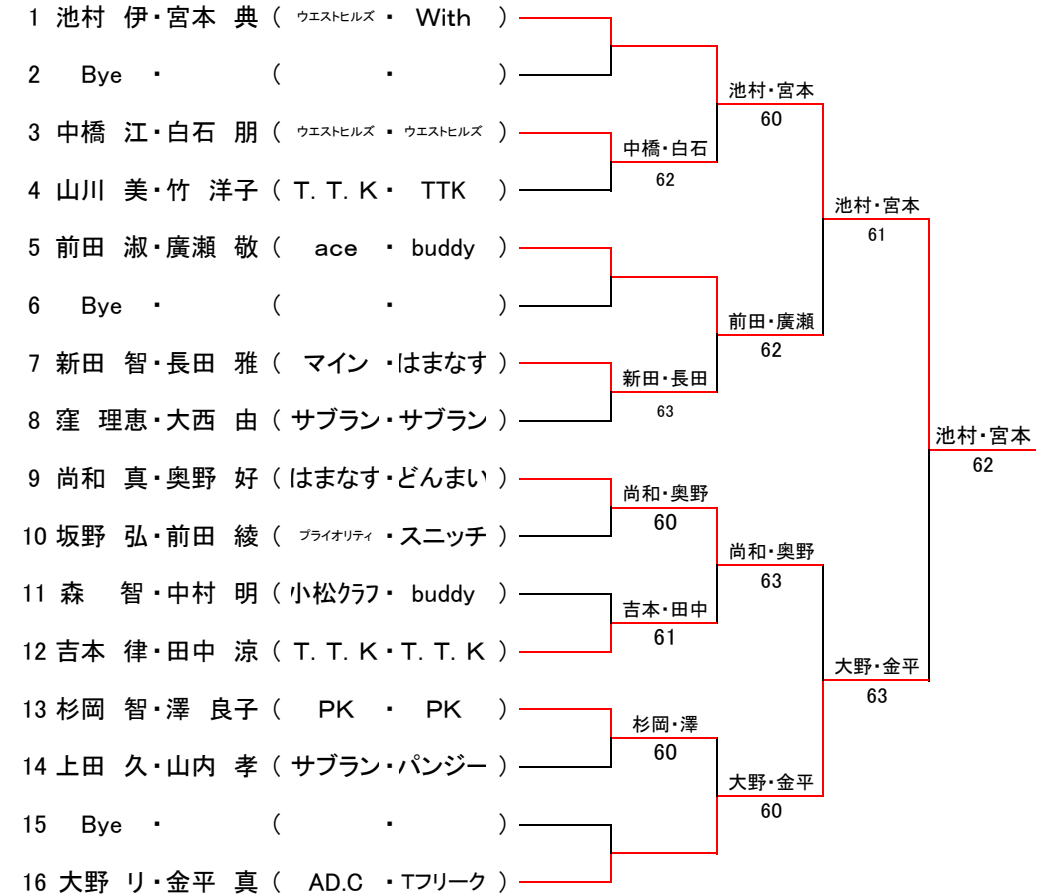 1 池村 伊・宮本 典 ( ウエストヒルズ ・ With )
2 Bye ・ ( ・ )
池村・宮本
60
3 中橋 江・白石 朋 ( ウエストヒルズ ・ ウエストヒルズ )
中橋・白石
62
4 山川 美・竹 洋子 ( T.T.K ・ TTK )
池村・宮本
61
5 前田 淑・廣瀬 敬 ( ace ・ buddy )
6 Bye ・ ( ・ )
前田・廣瀬
62
7 新田 智・長田 雅 ( マイン ・はまなす )
新田・長田
63
8 窪 理恵・大西 由 ( サブラン・サブラン )
池村・宮本
62
9 尚和 真・奥野 好 ( はまなす・どんまい )
尚和・奥野
60
10 坂野 弘・前田 綾 ( プライオリティ ・スニッチ )
尚和・奥野
63
11 森 智・中村 明 ( 小松クラフ・ buddy )
吉本・田中
61
12 吉本 律・田中 涼 ( T.T.K・T.T.K )
大野・金平
63
13 杉岡 智・澤 良子 ( PK ・ PK )
杉岡・澤
60
14 上田 久・山内 孝 ( サブラン・パンジー )
大野・金平
60
15 Bye ・ ( ・ )
16 大野 リ・金平 真 ( AD.C ・Tフリーク )